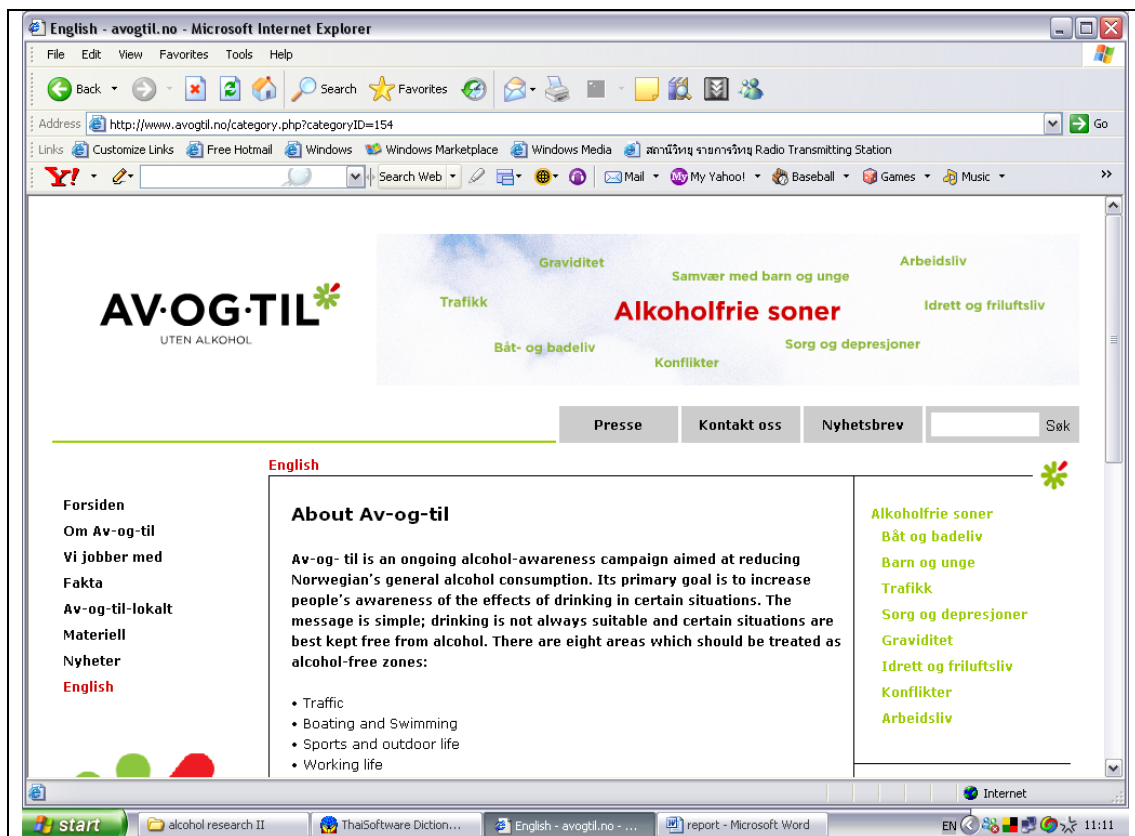 English - avogtil.no - Microsoft Internet Explorer
File Edit View Favorites Tools Help
Back Search Favorites
Address http://www.avogtil.no/category.php?categoryID=154 Go
Links Customize Links Free Hotmail Windows Windows Marketplace Windows Media สถานีวิทยุ รายการวิทยุ Radio Transmitting Station
Y! Search Web Mail My My Yahoo! Baseball Games Music »
Graviditet
Arbeidsliv
Samvær med barn og unge
Trafikk
Alkoholfrie soner
Idrett og friluftsliv
Båt- og badeliv
Sorg og depresjoner
Konflikter
AV·OG·TIL
UTEN ALKOHOL
Presse Kontakt oss Nyhetsbrev Søk
English
Forsiden
Om Av-og-til
Vi jobber med
Fakta
Av-og-til-lokalt
Materiell
Nyheter
English
About Av-og-til
Av-og- til is an ongoing alcohol-awareness campaign aimed at reducing
Norwegian's general alcohol consumption. Its primary goal is to increase
people's awareness of the effects of drinking in certain situations. The
message is simple; drinking is not always suitable and certain situations are
best kept free from alcohol. There are eight areas which should be treated as
alcohol-free zones:
• Traffic
• Boating and Swimming
• Sports and outdoor life
• Working life
Alkoholfrie soner
Båt og badeliv
Barn og unge
Trafikk
Sorg og depresjoner
Graviditet
Idrett og friluftsliv
Konflikter
Arbeidsliv
Internet
start alcohol research II ThaiSoftware Diction... English - avogtil.no - ... report - Microsoft Word EN 11:11